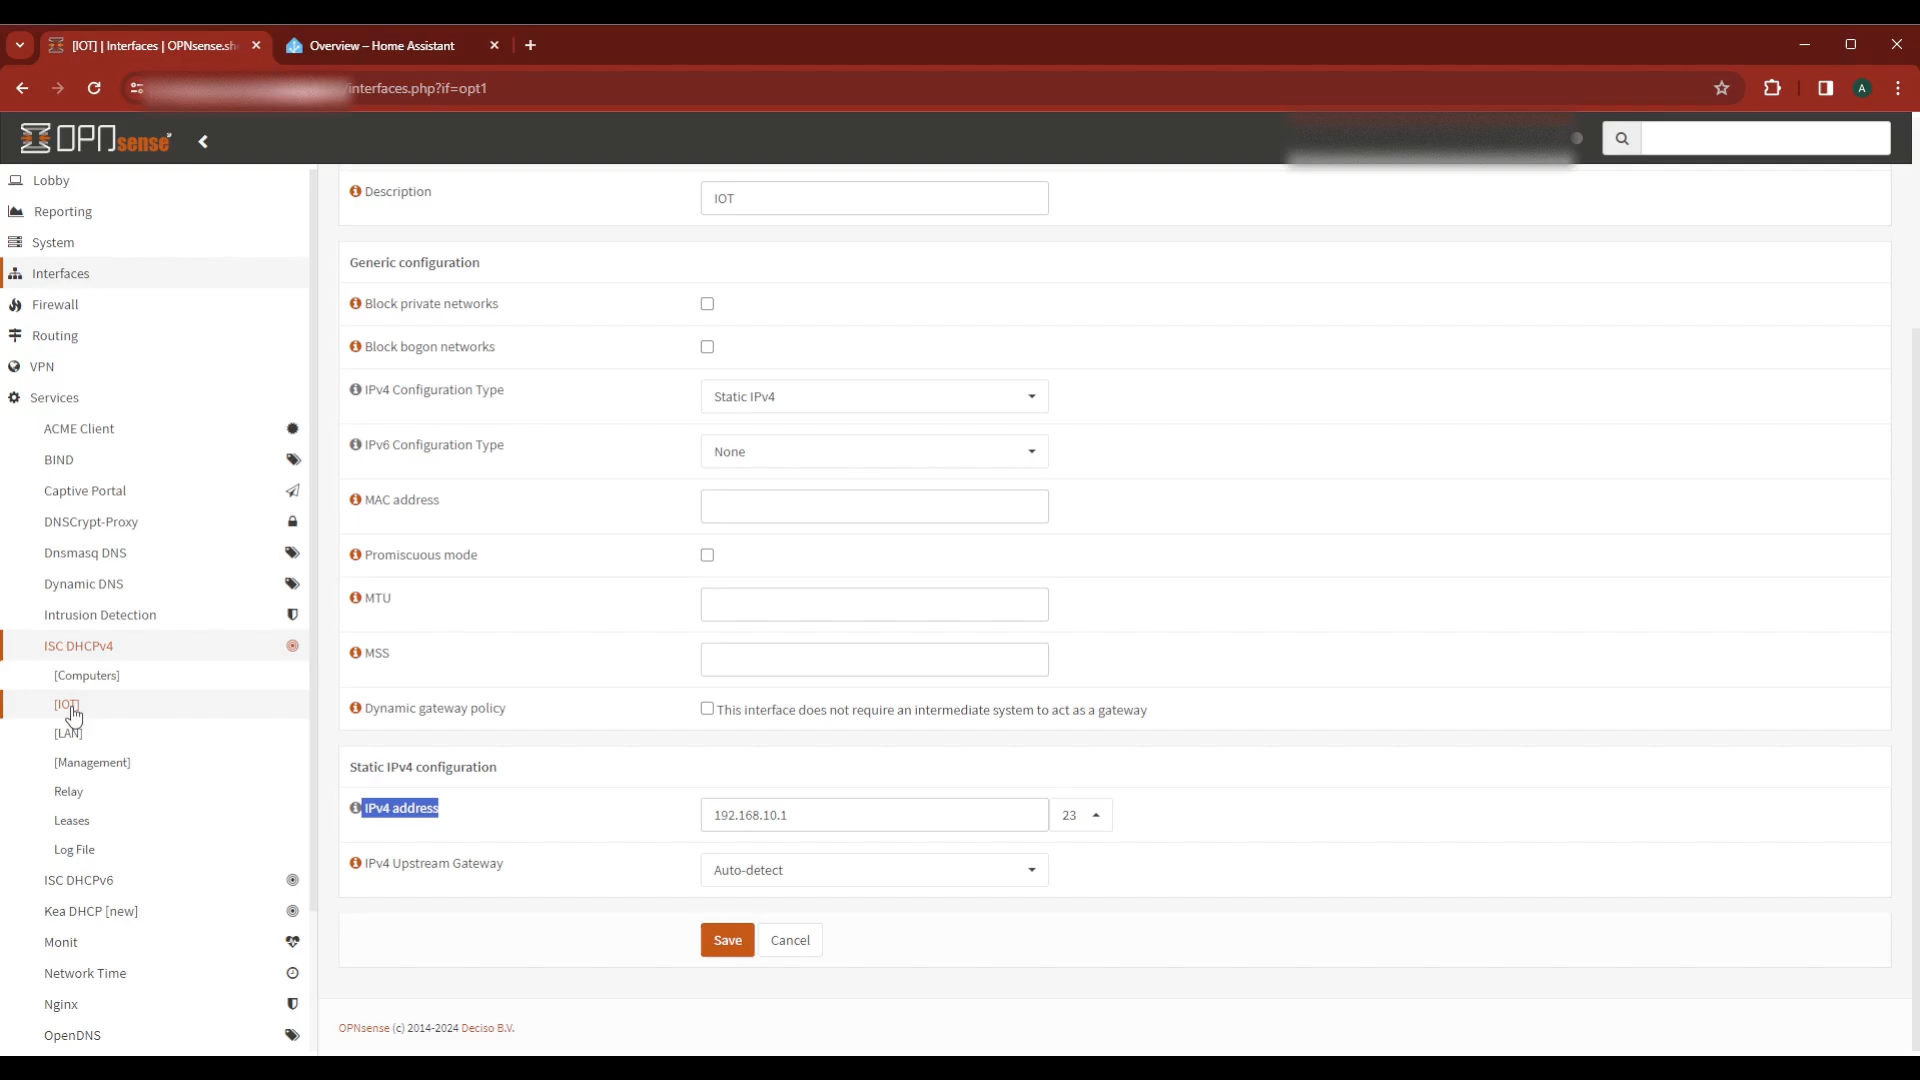 [IOT] | Interfaces | OPNsense.sh
Overview – Home Assistant
/interfaces.php?if=opt1
A
OPNsense
Lobby
Reporting
System
Interfaces
Firewall
Routing
VPN
Services
ACME Client
BIND
Captive Portal
DNSCrypt-Proxy
Dnsmasq DNS
Dynamic DNS
Intrusion Detection
ISC DHCPv4
[Computers]
[IOT]
[LAN]
[Management]
Relay
Leases
Log File
ISC DHCPv6
Kea DHCP [new]
Monit
Network Time
Nginx
OpenDNS
Description
IOT
Generic configuration
Block private networks
Block bogon networks
IPv4 Configuration Type
Static IPv4
IPv6 Configuration Type
None
MAC address
Promiscuous mode
MTU
MSS
Dynamic gateway policy
This interface does not require an intermediate system to act as a gateway
Static IPv4 configuration
IPv4 address
192.168.10.1
23
IPv4 Upstream Gateway
Auto-detect
Save
Cancel
OPNsense (c) 2014-2024 Deciso B.V.